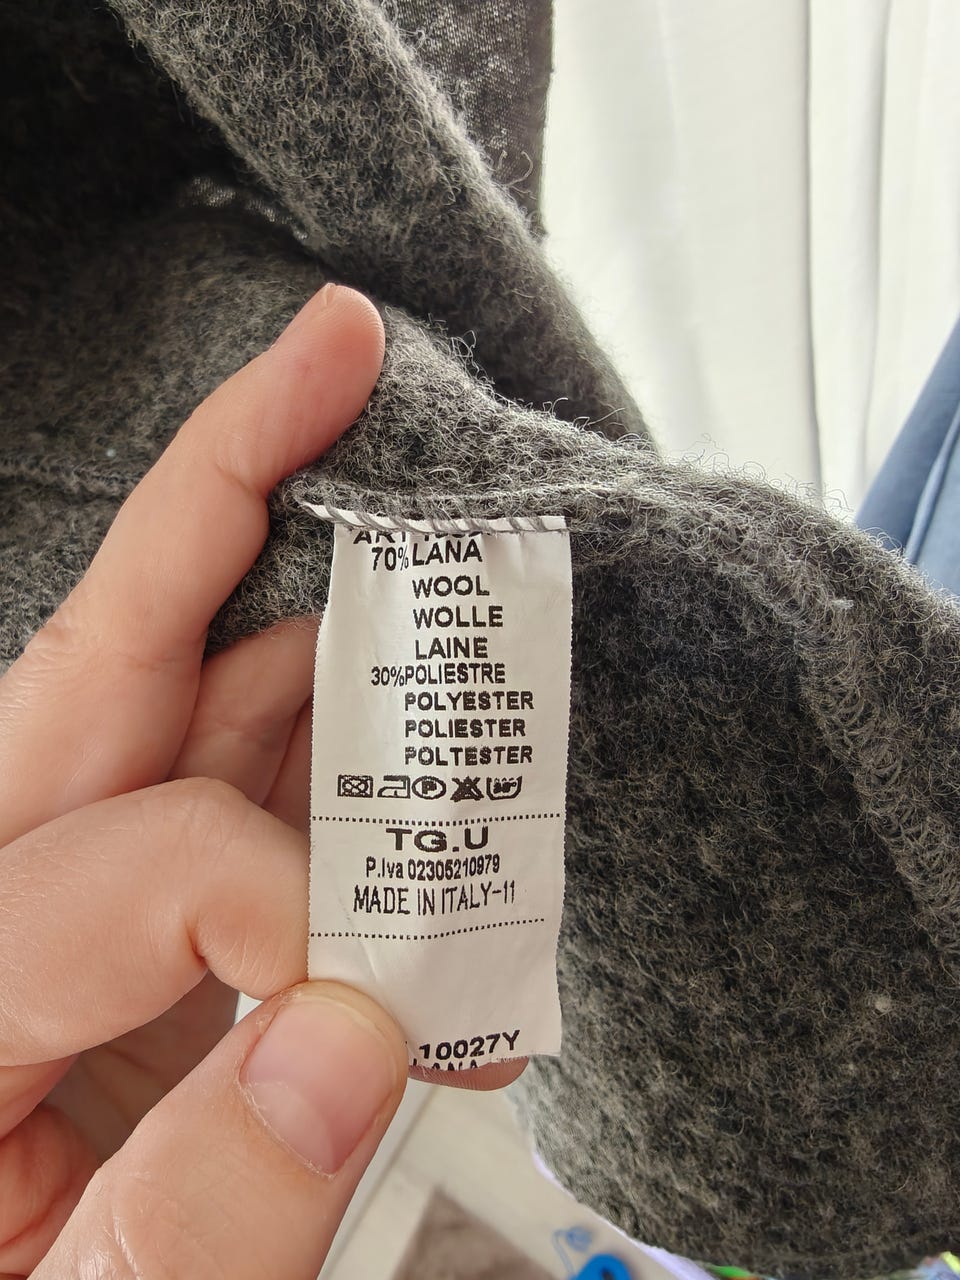 70% LANA
WOOL
WOLLE
LAINE
30% POLIESTRE
POLYESTER
POLIESTER
POLTESTER
P
TG.U
P.Iva 02305210979
MADE IN ITALY-11
10027Y